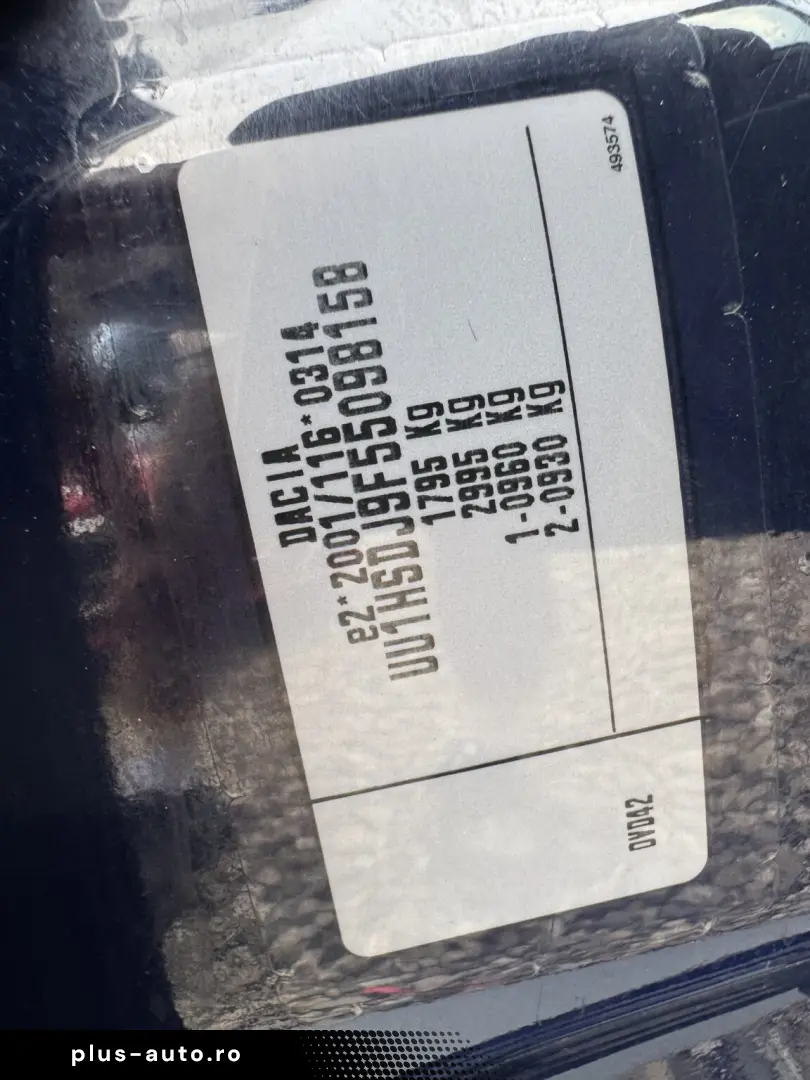 DACIA
e2*2001/116*0314
UU1HSDJ9F55098158
1795 Kg
2995 Kg
1-0960 Kg
2-0930 Kg
493574
DVD42
plus-auto.ro